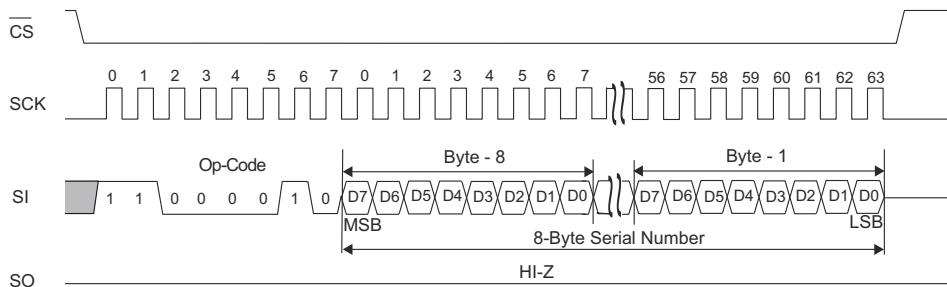 CS
0 1 2 3 4 5 6 7 0 1 2 3 4 5 6 7 56 57 58 59 60 61 62 63
SCK
Op-Code Byte - 8 Byte - 1
SI 1 1 0 0 0 0 1 0 D7 D6 D5 D4 D3 D2 D1 D0 D7 D6 D5 D4 D3 D2 D1 D0
MSB LSB
8-Byte Serial Number
HI-Z
SO